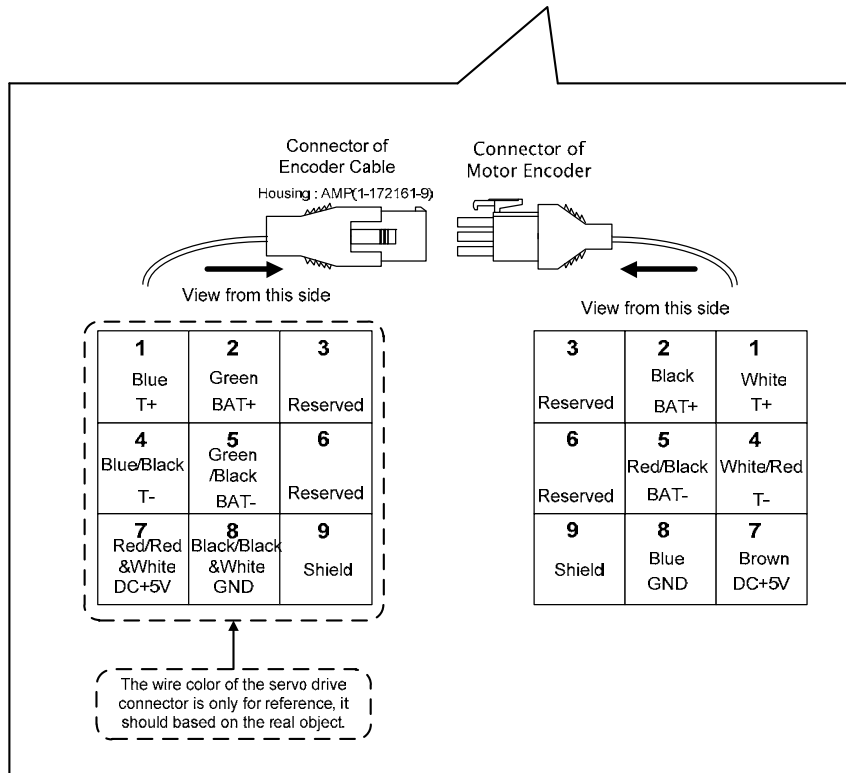 Connector of
Encoder Cable
Housing : AMP(1-172161-9)
Connector of
Motor Encoder
View from this side
View from this side
1
Blue
T+
2
Green
BAT+
3
Reserved
4
Blue/Black
T-
5
Green
/Black
BAT-
6
Reserved
7
Red/Red
&White
DC+5V
8
Black/Black
&White
GND
9
Shield
3
Reserved
2
Black
BAT+
1
White
T+
6
Reserved
5
Red/Black
BAT-
4
White/Red
T-
9
Shield
8
Blue
GND
7
Brown
DC+5V
The wire color of the servo drive
connector is only for reference, it
should based on the real object.